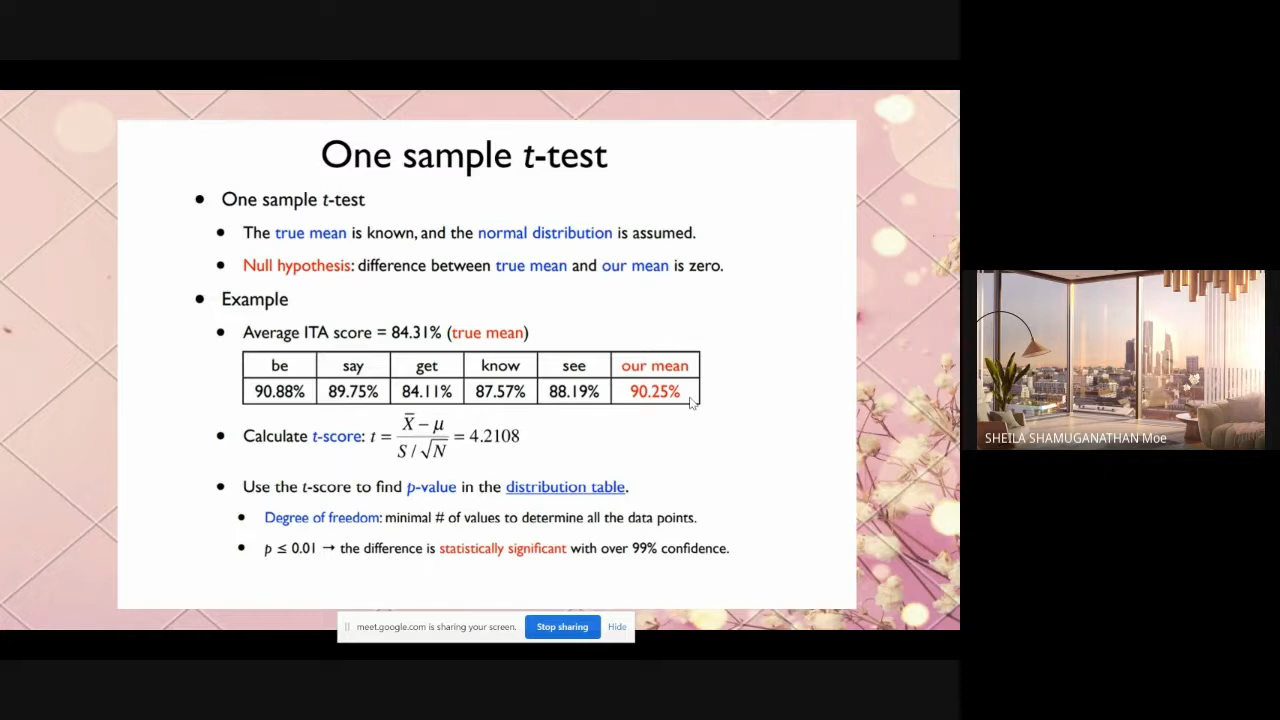 One sample t-test
• One sample t-test
• The true mean is known, and the normal distribution is assumed.
• Null hypothesis: difference between true mean and our mean is zero.
• Example
• Average ITA score = 84.31% (true mean)
be say get know see our mean
90.88% 89.75% 84.11% 87.57% 88.19% 90.25%
• Calculate t-score: t = (X̄ − μ) / (S / √N) = 4.2108
• Use the t-score to find p-value in the distribution table.
• Degree of freedom: minimal # of values to determine all the data points.
• p ≤ 0.01 → the difference is statistically significant with over 99% confidence.
meet.google.com is sharing your screen. Stop sharing Hide
SHEILA SHAMUGANATHAN Moe